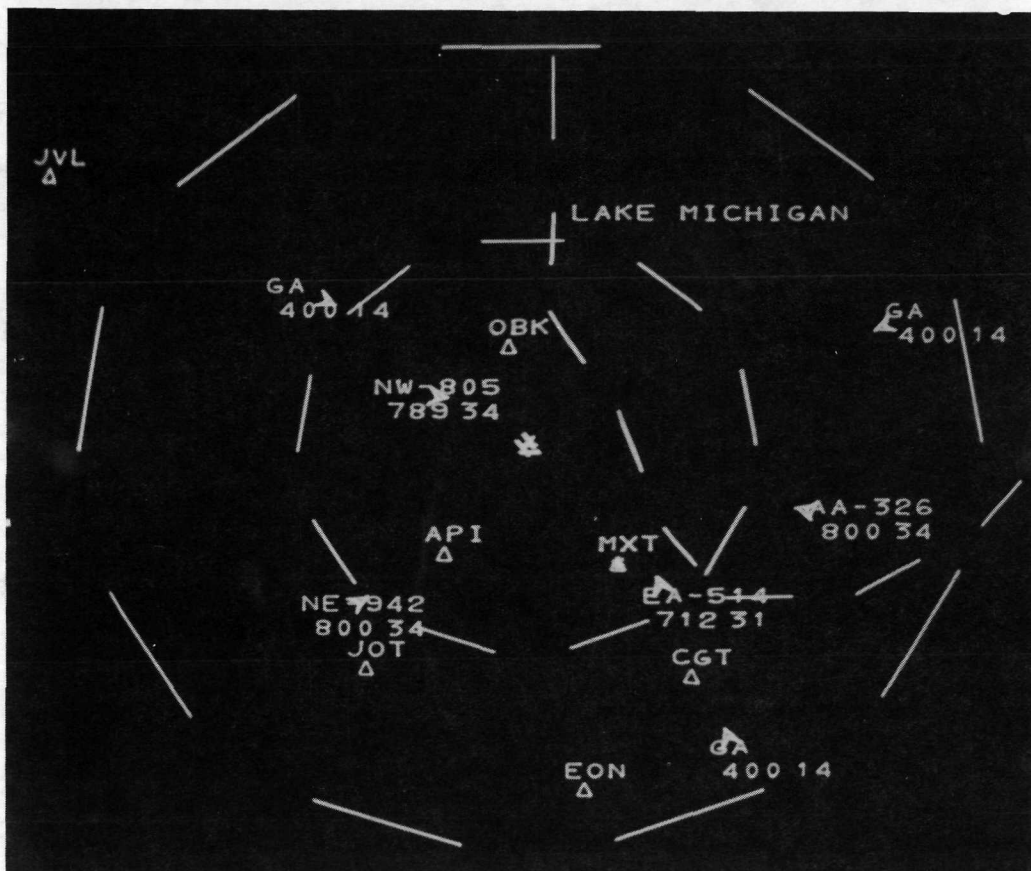 JVL
LAKE MICHIGAN
GA
400 14
GA
400 14
OBK
NW-805
789 34
AA-326
800 34
API
MXT
NE-942
800 34
EA-514
712 31
JOT
CGT
GA
400 14
EON